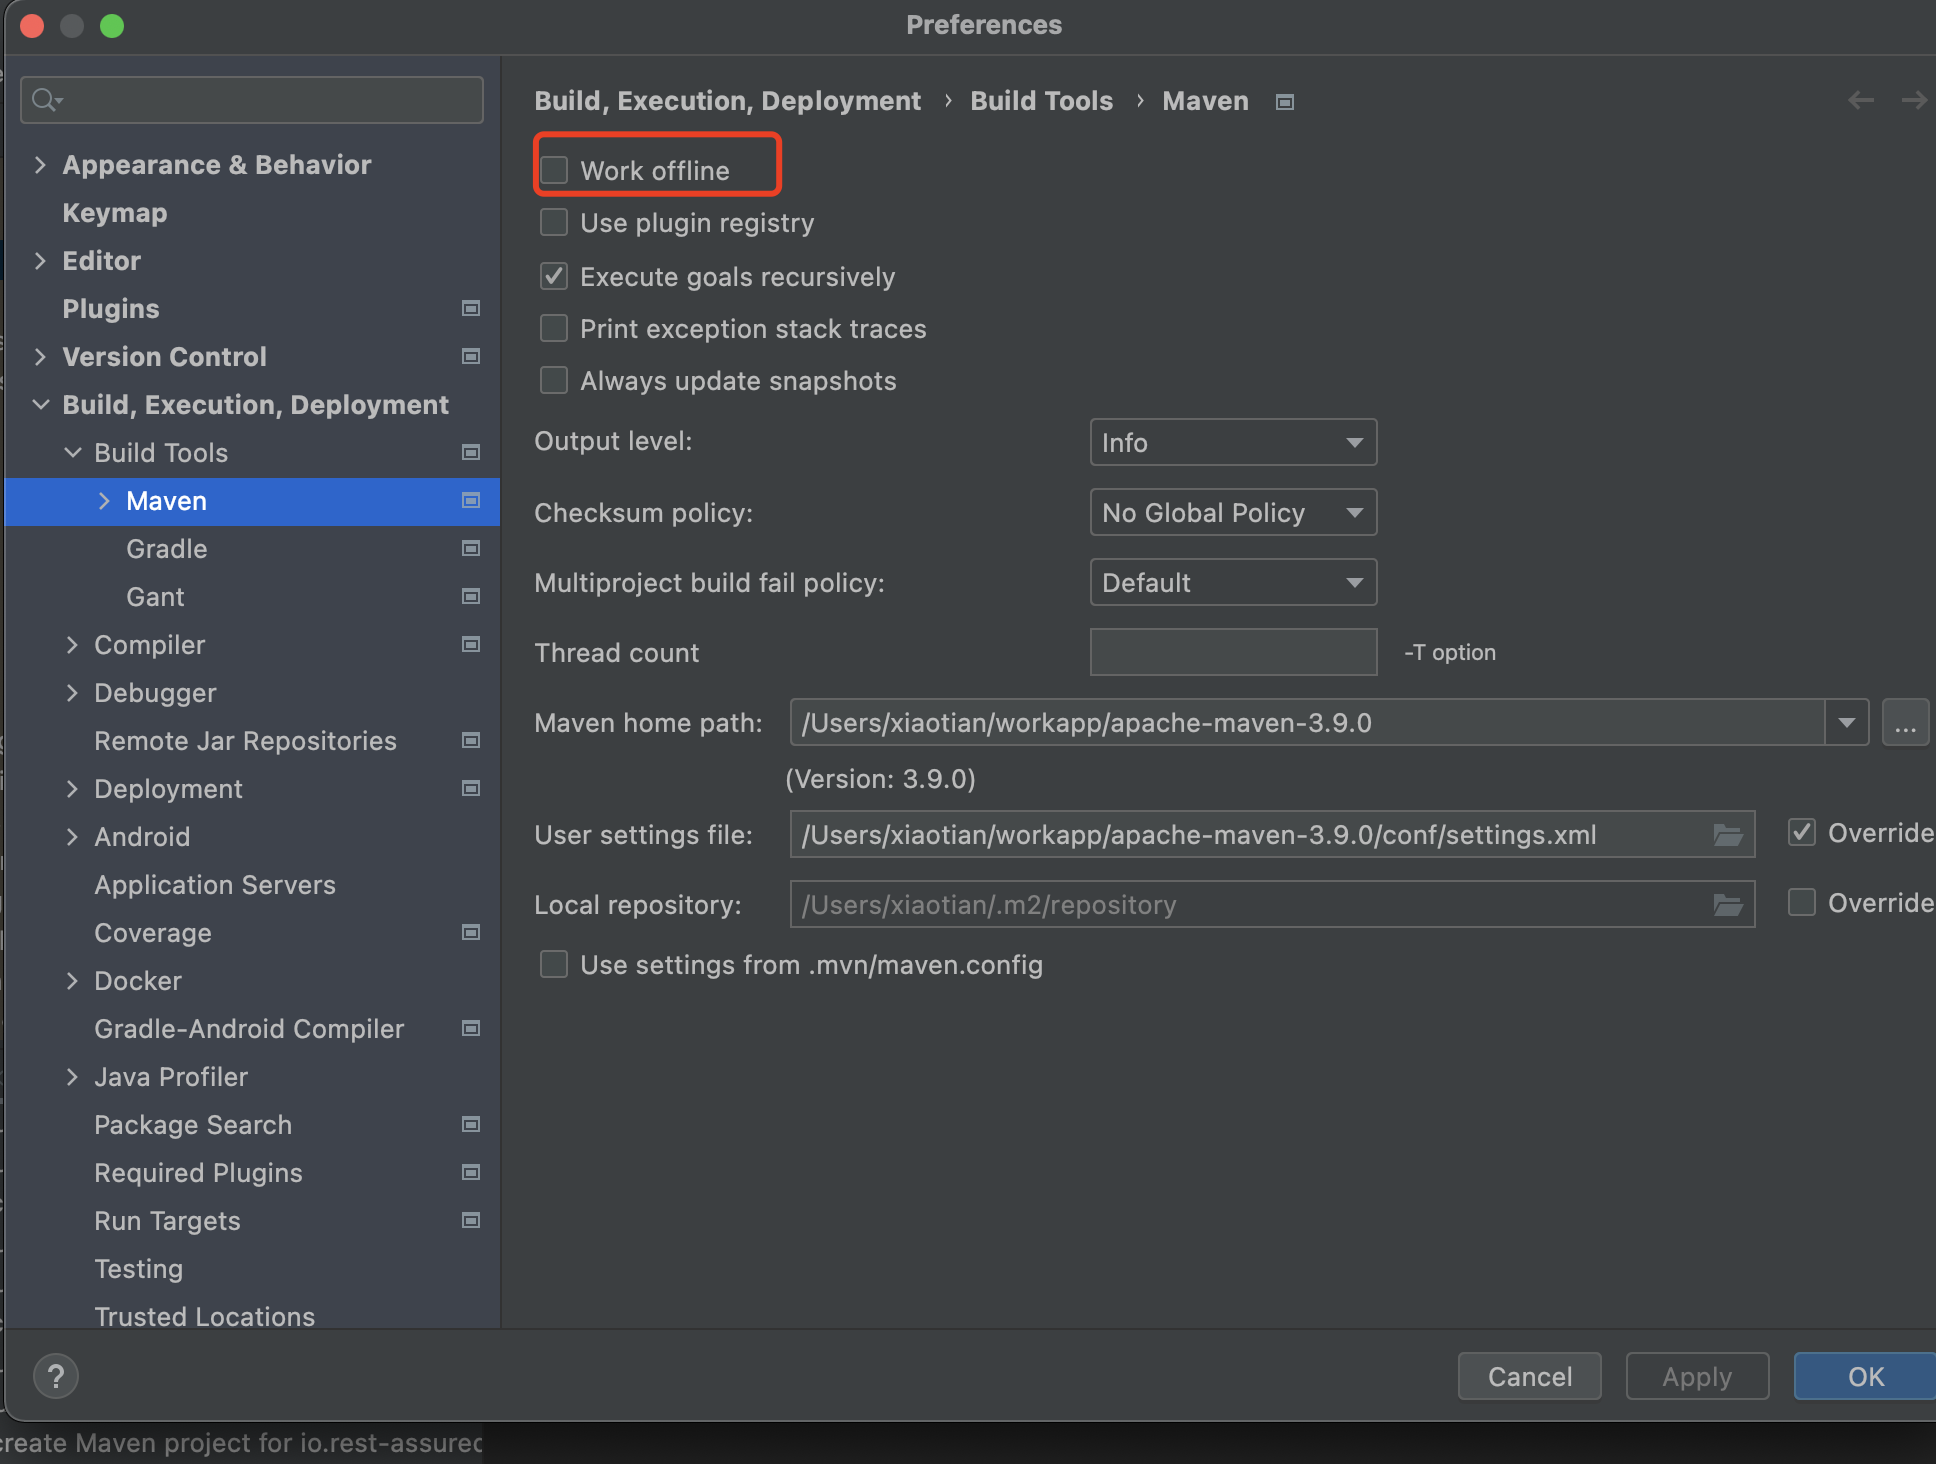 Preferences
Appearance & Behavior
Keymap
Editor
Plugins
Version Control
Build, Execution, Deployment
Build Tools
Maven
Gradle
Gant
Compiler
Debugger
Remote Jar Repositories
Deployment
Android
Application Servers
Coverage
Docker
Gradle-Android Compiler
Java Profiler
Package Search
Required Plugins
Run Targets
Testing
Trusted Locations
Build, Execution, Deployment › Build Tools › Maven
Work offline
Use plugin registry
Execute goals recursively
Print exception stack traces
Always update snapshots
Output level: Info
Checksum policy: No Global Policy
Multiproject build fail policy: Default
Thread count -T option
Maven home path: /Users/xiaotian/workapp/apache-maven-3.9.0 ...
(Version: 3.9.0)
User settings file: /Users/xiaotian/workapp/apache-maven-3.9.0/conf/settings.xml Override
Local repository: /Users/xiaotian/.m2/repository Override
Use settings from .mvn/maven.config
? Cancel Apply OK
create Maven project for io.rest-assured